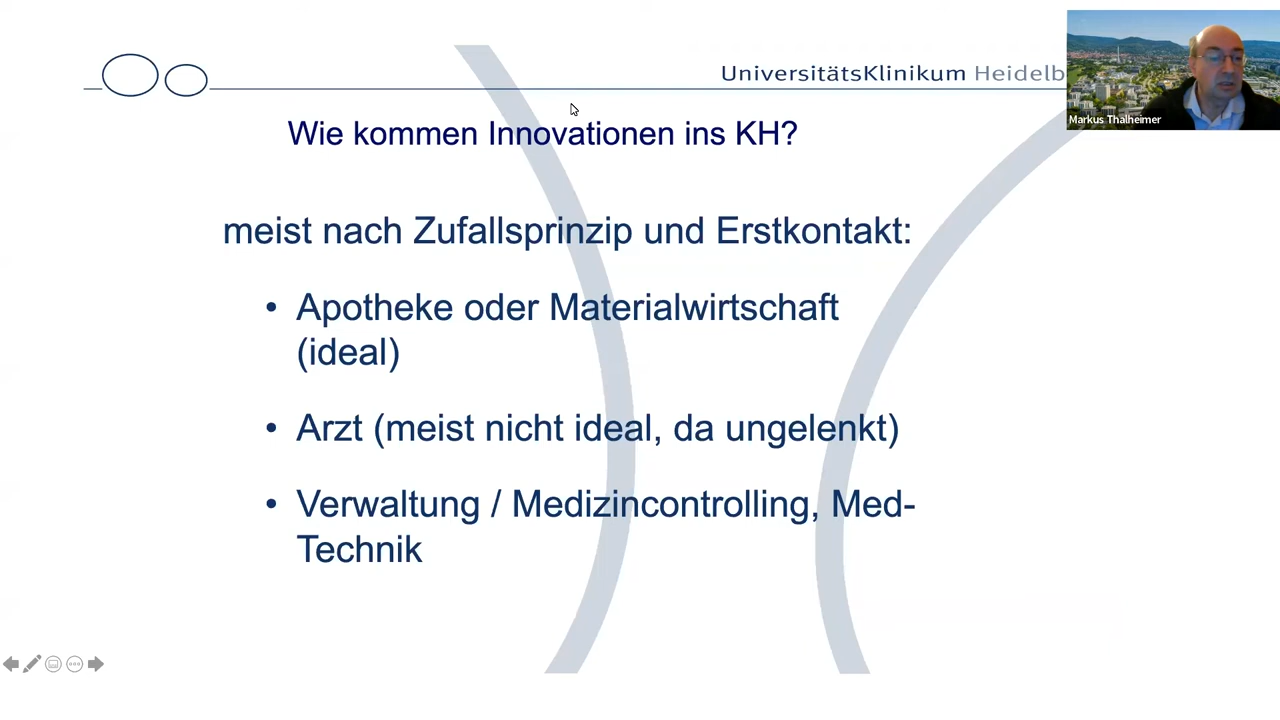 UniversitätsKlinikum Heidelb
Markus Thalheimer
Wie kommen Innovationen ins KH?
meist nach Zufallsprinzip und Erstkontakt:
• Apotheke oder Materialwirtschaft
(ideal)
• Arzt (meist nicht ideal, da ungelenkt)
• Verwaltung / Medizincontrolling, Med-
Technik